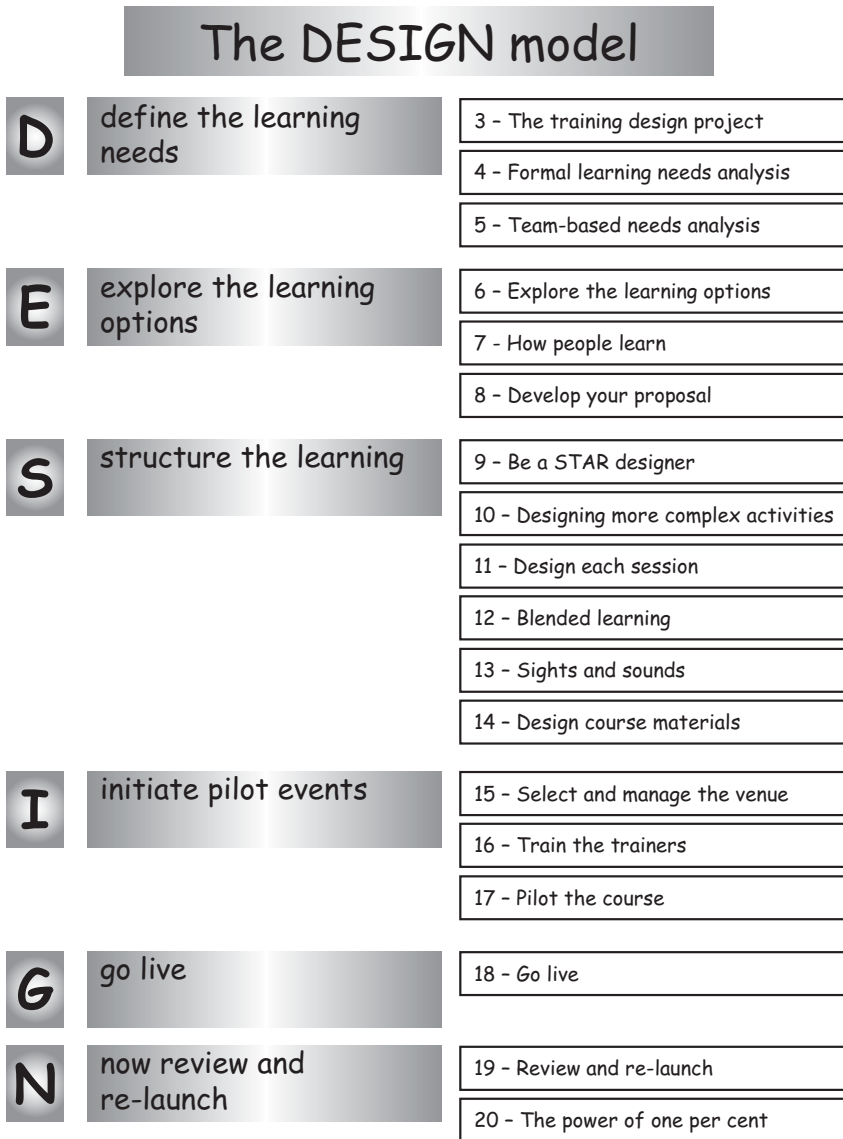 The DESIGN model
D
define the learning
needs
3 – The training design project
4 – Formal learning needs analysis
5 – Team-based needs analysis
E
explore the learning
options
6 – Explore the learning options
7 - How people learn
8 – Develop your proposal
S
structure the learning
9 – Be a STAR designer
10 – Designing more complex activities
11 – Design each session
12 – Blended learning
13 – Sights and sounds
14 – Design course materials
I
initiate pilot events
15 – Select and manage the venue
16 – Train the trainers
17 – Pilot the course
G
go live
18 – Go live
N
now review and
re-launch
19 – Review and re-launch
20 – The power of one per cent